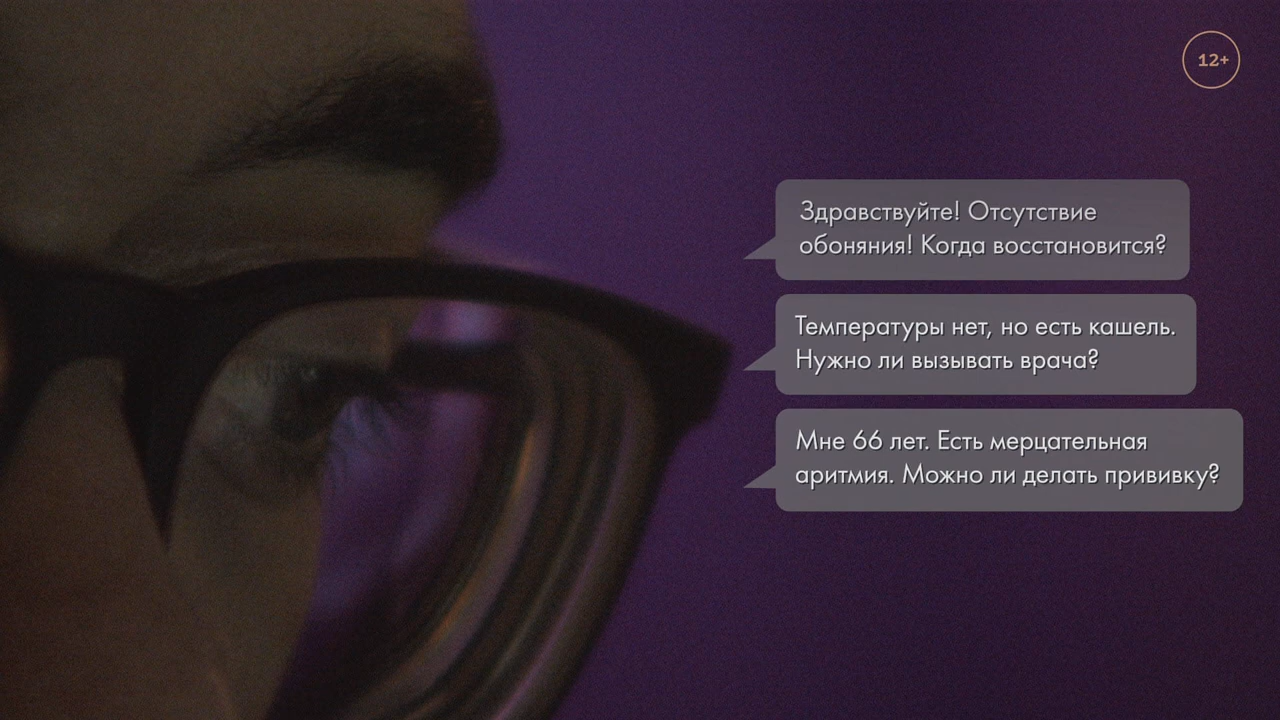 12+
Здравствуйте! Отсутствие
обоняния! Когда восстановится?
Температуры нет, но есть кашель.
Нужно ли вызывать врача?
Мне 66 лет. Есть мерцательная
аритмия. Можно ли делать прививку?